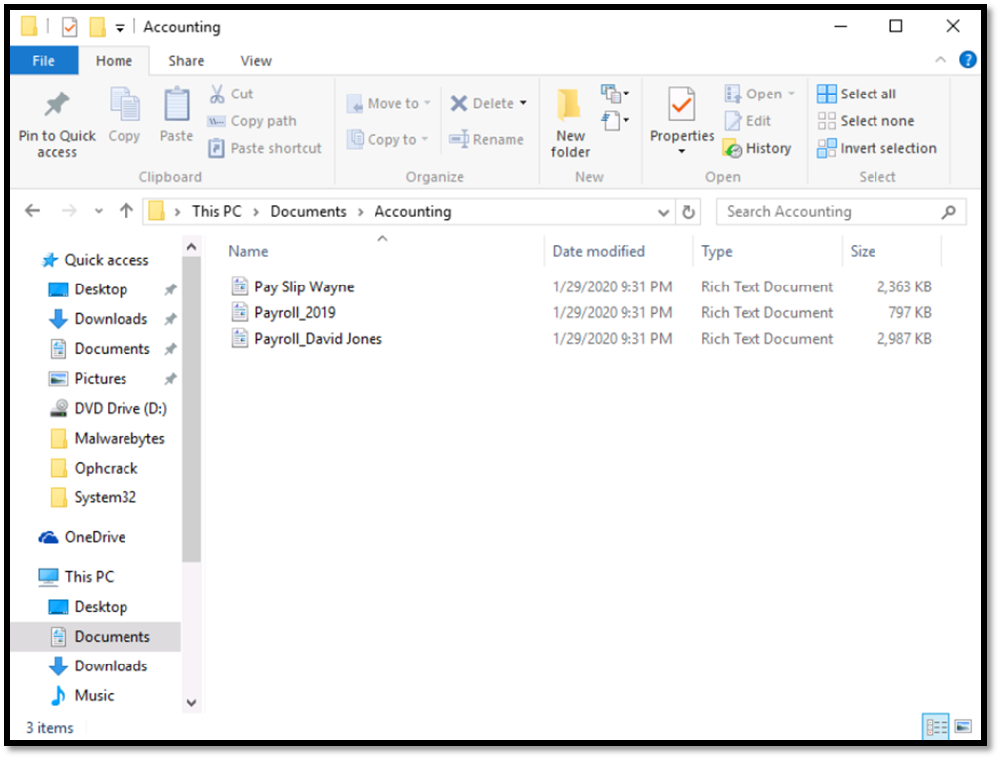 Accounting
File Home Share View
Pin to Quick access
Copy
Paste
Cut
Copy path
Paste shortcut
Clipboard
Move to
Copy to
Delete
Rename
Organize
New folder
New
Properties
Open
Edit
History
Open
Select all
Select none
Invert selection
Select
This PC > Documents > Accounting
Search Accounting
Name Date modified Type Size
Pay Slip Wayne 1/29/2020 9:31 PM Rich Text Document 2,363 KB
Payroll_2019 1/29/2020 9:31 PM Rich Text Document 797 KB
Payroll_David Jones 1/29/2020 9:31 PM Rich Text Document 2,987 KB
Quick access
Desktop
Downloads
Documents
Pictures
DVD Drive (D:)
Malwarebytes
Ophcrack
System32
OneDrive
This PC
Desktop
Documents
Downloads
Music
3 items